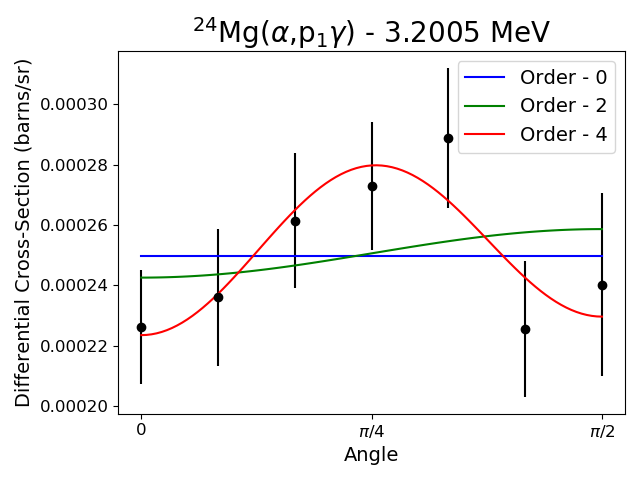 ²⁴Mg(α,p₁γ) - 3.2005 MeV
Differential Cross-Section (barns/sr)
0.00030
0.00028
0.00026
0.00024
0.00022
0.00020
Order - 0
Order - 2
Order - 4
0
π/4
π/2
Angle